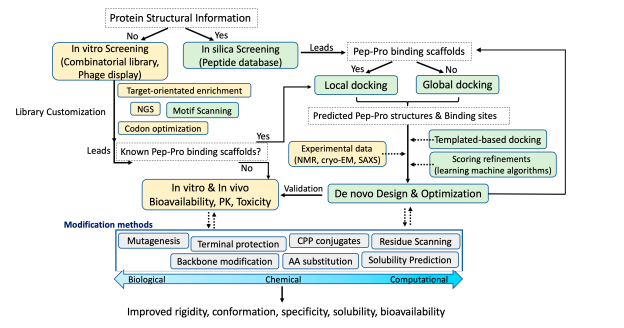 Protein Structural Information
No
Yes
In vitro Screening
(Combinatorial library,
Phage display)
In silica Screening
(Peptide database)
Leads
Pep-Pro binding scaffolds
Yes
No
Target-oriented enrichment
Local docking
Global docking
NGS
Motif Scanning
Library Customization
Predicted Pep-Pro structures & Binding sites
Codon optimization
Yes
Templated-based docking
Leads
Known Pep-Pro binding scaffolds?
Experimental data
(NMR, cryo-EM, SAXS)
Scoring refinements
(learning machine algorithms)
No
In vitro & In vivo
Bioavailability, PK, Toxicity
Validation
De novo Design & Optimization
Modification methods
Mutagenesis
Terminal protection
CPP conjugates
Residue Scanning
Backbone modification
AA substitution
Solubility Prediction
Biological
Chemical
Computational
Improved rigidity, conformation, specificity, solubility, bioavailability